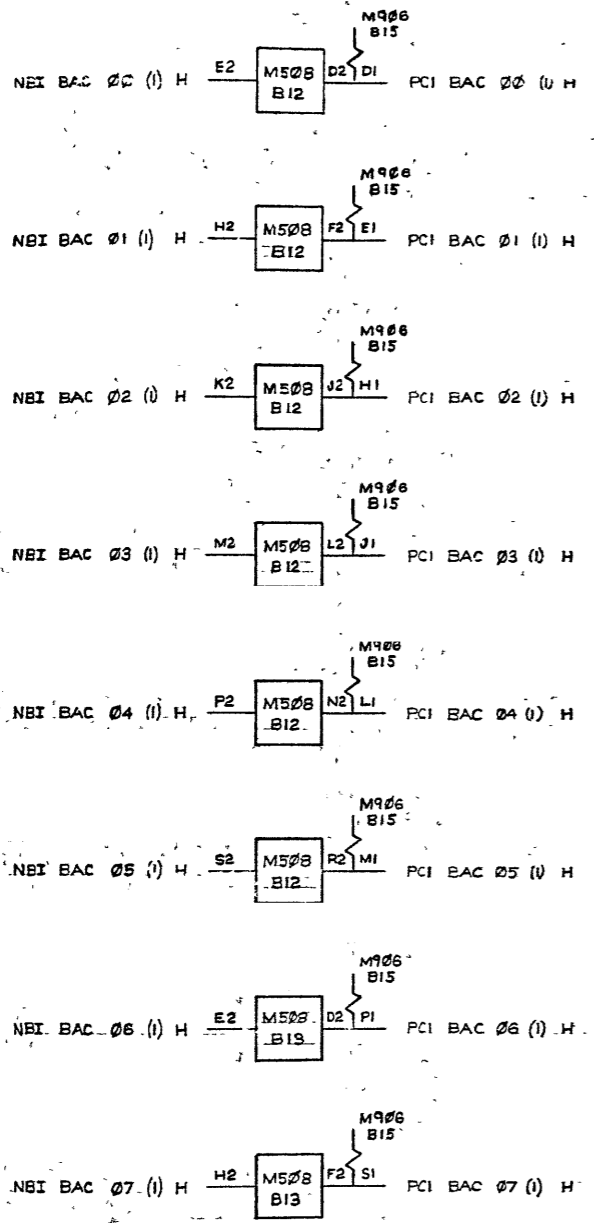 M9Ø6
B15
NBI BAC ØØ (1) H E2 M5Ø8 D2 D1 PCI BAC ØØ (1) H
B12
M9Ø6
B15
NBI BAC Ø1 (1) H H2 M5Ø8 F2 E1 PCI BAC Ø1 (1) H
B12
M9Ø6
B15
NBI BAC Ø2 (1) H K2 M5Ø8 J2 H1 PCI BAC Ø2 (1) H
B12
M9Ø6
B15
NBI BAC Ø3 (1) H M2 M5Ø8 L2 J1 PCI BAC Ø3 (1) H
B12
M9Ø6
B15
NBI BAC Ø4 (1) H P2 M5Ø8 N2 L1 PCI BAC Ø4 (1) H
B12
M9Ø6
B15
NBI BAC Ø5 (1) H S2 M5Ø8 R2 M1 PCI BAC Ø5 (1) H
B12
M9Ø6
B15
NBI BAC Ø6 (1) H E2 M5Ø8 D2 P1 PCI BAC Ø6 (1) H
B13
M9Ø6
B15
NBI BAC Ø7 (1) H H2 M5Ø8 F2 S1 PCI BAC Ø7 (1) H
B13